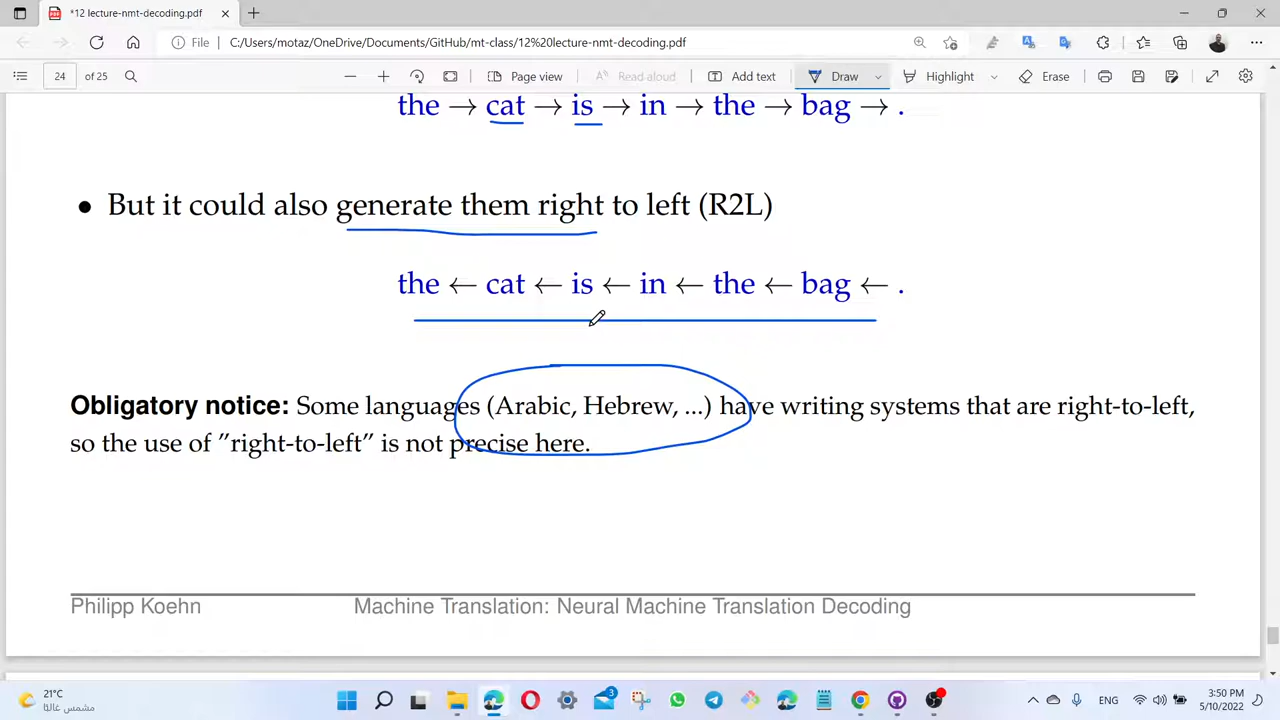 *12 lecture-nmt-decoding.pdf
File C:/Users/motaz/OneDrive/Documents/GitHub/mt-class/12%20lecture-nmt-decoding.pdf
24 of 25 Page view Read aloud Add text Draw Highlight Erase
the → cat → is → in → the → bag → .
• But it could also generate them right to left (R2L)
the ← cat ← is ← in ← the ← bag ← .
Obligatory notice: Some languages (Arabic, Hebrew, ...) have writing systems that are right-to-left,
so the use of ”right-to-left” is not precise here.
Philipp Koehn Machine Translation: Neural Machine Translation Decoding
21°C
مشمس غالبًا
3
ENG
3:50 PM
5/10/2022